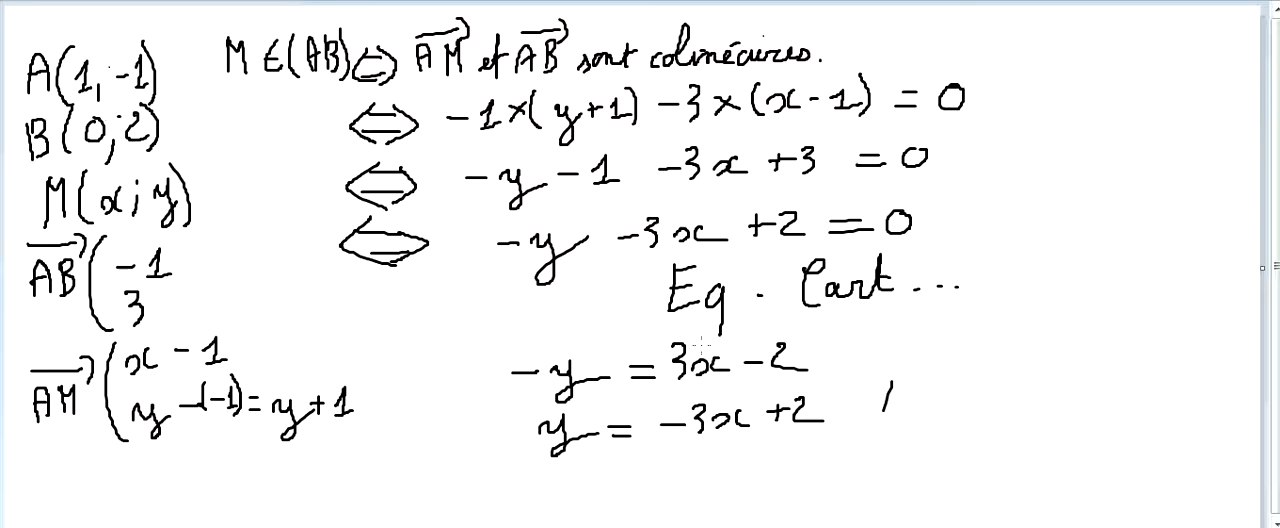 A(1; -1)
B(0; 2)
M(x; y)
→AB ( -1
3
→AM ( x - 1
y -(-1) = y + 1
M ∈ (AB) ⇔ →AM et →AB sont colinéaires.
⇔ -1 × (y + 1) - 3 × (x - 1) = 0
⇔ - y - 1 - 3x + 3 = 0
⇔ - y - 3x + 2 = 0
Eq. Cart ...
- y = 3x - 2
y = - 3x + 2